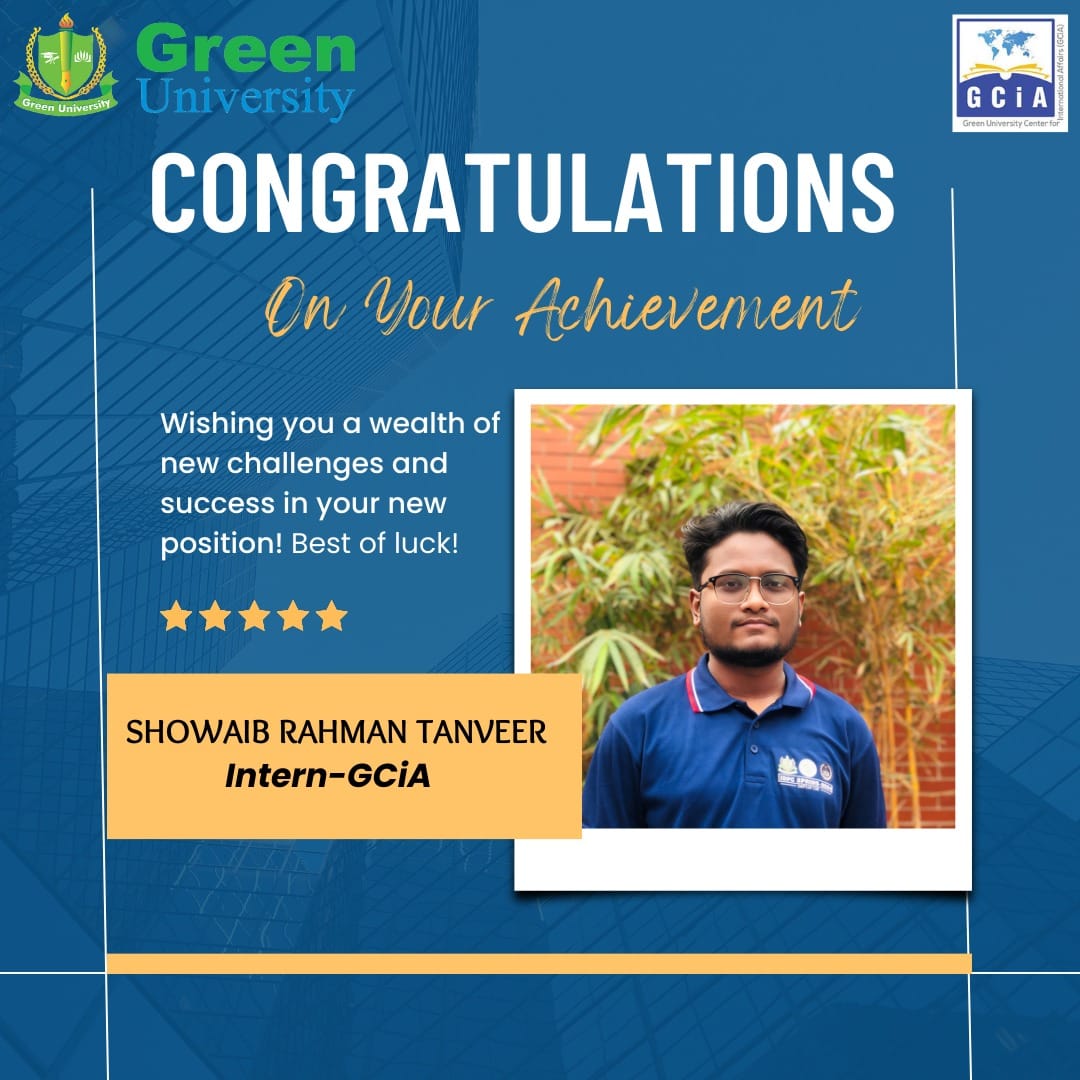 Green
University
Green University
GCiA
Green University Center for
International Affairs (GCIA)
CONGRATULATIONS
On Your Achievement
Wishing you a wealth of
new challenges and
success in your new
position! Best of luck!
SHOWAIB RAHMAN TANVEER
Intern-GCiA